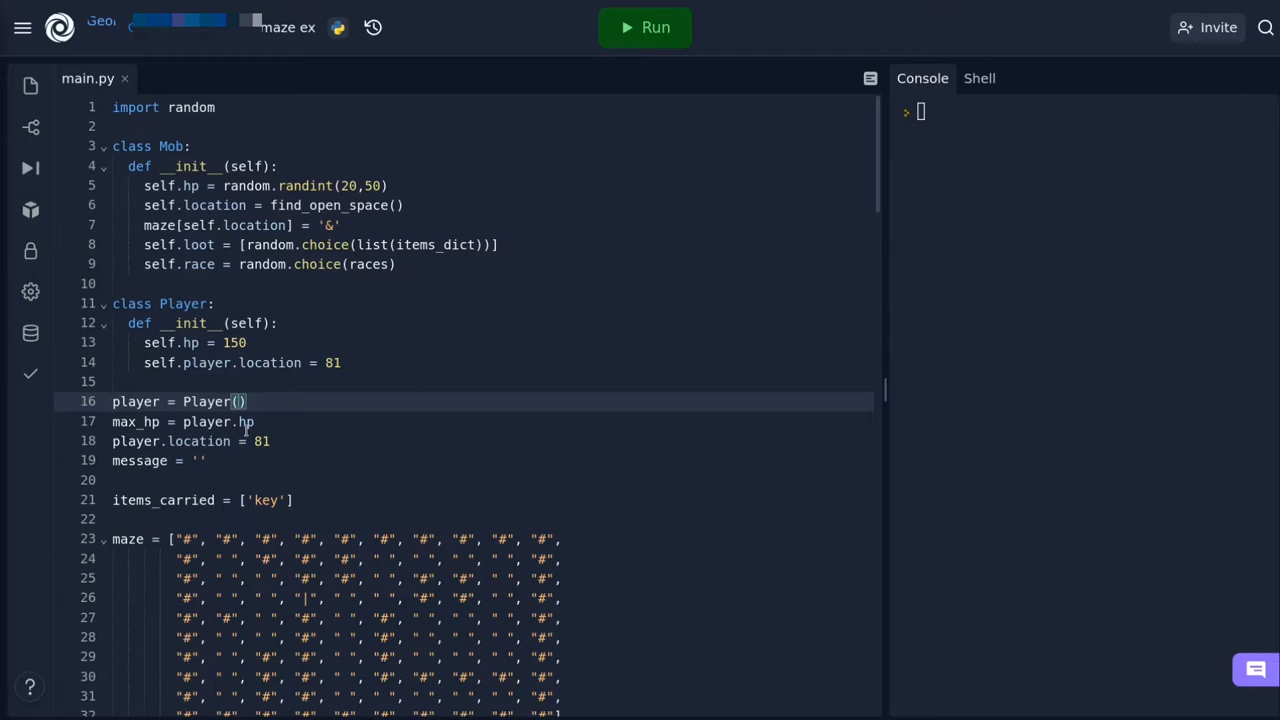 Geo
maze ex
Run
Invite
main.py ×
Console Shell
1 import random
2
3 class Mob:
4 def __init__(self):
5 self.hp = random.randint(20,50)
6 self.location = find_open_space()
7 maze[self.location] = '&'
8 self.loot = [random.choice(list(items_dict))]
9 self.race = random.choice(races)
10
11 class Player:
12 def __init__(self):
13 self.hp = 150
14 self.player.location = 81
15
16 player = Player()
17 max_hp = player.hp
18 player.location = 81
19 message = ''
20
21 items_carried = ['key']
22
23 maze = ["#", "#", "#", "#", "#", "#", "#", "#", "#", "#",
24 "#", " ", "#", "#", "#", " ", " ", " ", " ", "#",
25 "#", " ", " ", "#", "#", " ", "#", "#", " ", "#",
26 "#", " ", " ", "|", " ", " ", "#", "#", " ", "#",
27 "#", "#", " ", "#", " ", "#", " ", " ", " ", "#",
28 "#", " ", " ", "#", " ", "#", " ", " ", " ", "#",
29 "#", " ", "#", "#", " ", "#", " ", " ", " ", "#",
30 "#", " ", "#", "#", " ", "#", "#", "#", "#", "#",
31 "#", " ", "#", "#", " ", " ", " ", " ", " ", "#",
32 "#", "#", "#", "#", "#", "#", "#", "#", "#", "#"]
> 
?